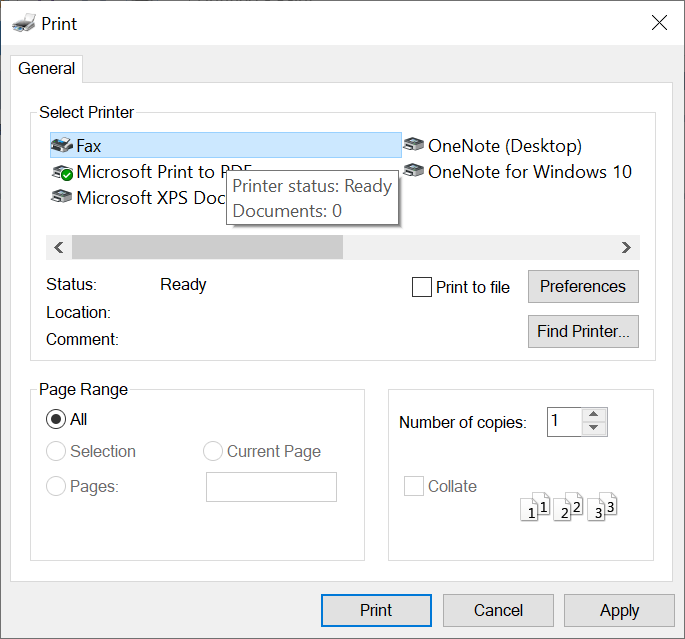 Print
General
Select Printer
Fax
OneNote (Desktop)
Microsoft Print to PDF
OneNote for Windows 10
Microsoft XPS Doc
Printer status: Ready
Documents: 0
Status: Ready
Print to file
Preferences
Location:
Comment:
Find Printer...
Page Range
All
Number of copies: 1
Selection
Current Page
Pages:
Collate
1 1 2 2 3 3
Print
Cancel
Apply